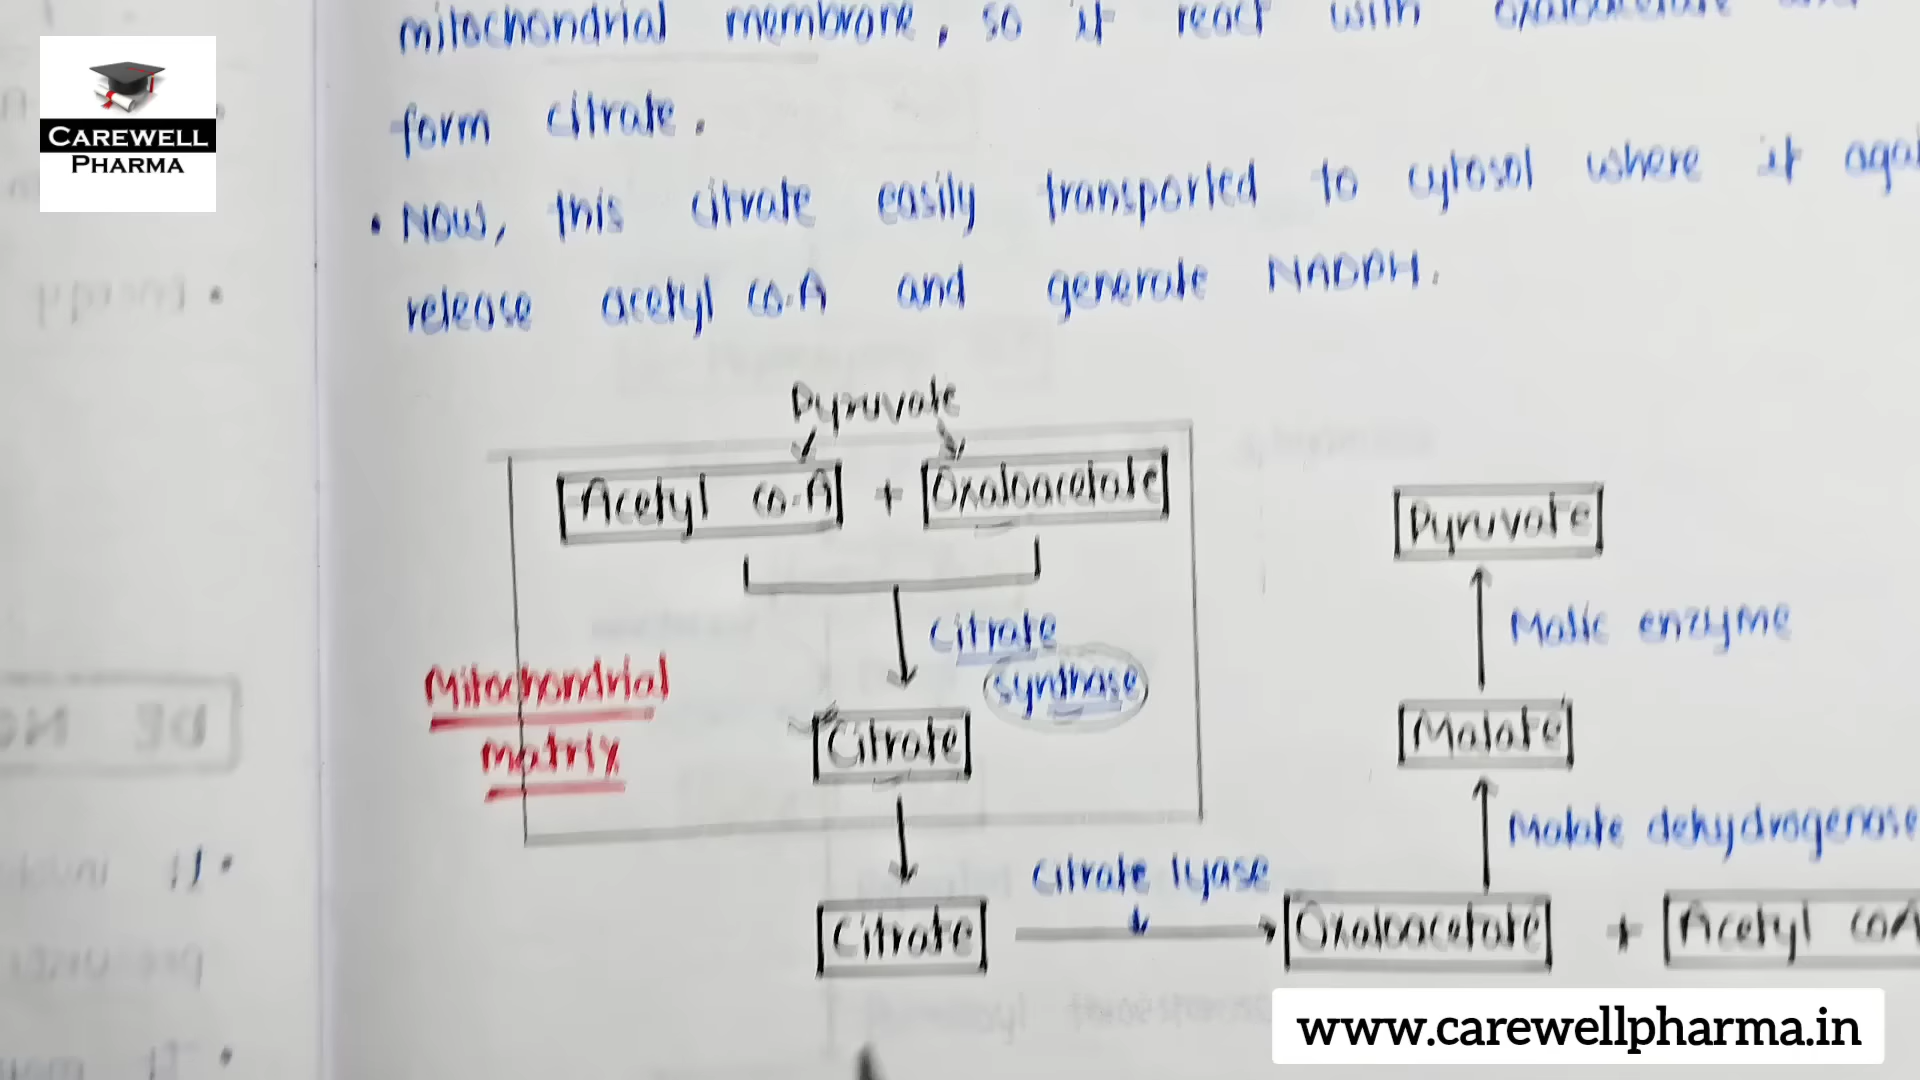 mitochondrial membrane, so it react with oxaloacetate
form citrate.
• Now, this citrate easily transported to cytosol where it
release acetyl co.A and generate NADPH.
Pyruvate
Acetyl co.A + Oxaloacetate
Citrate
synthase
Mitochondrial
matrix
Citrate
Citrate
Citrate lyase
Pyruvate
Malic enzyme
Malate
Malate dehydrogenase
Oxaloacetate + Acetyl coA
CAREWELL
PHARMA
www.carewellpharma.in